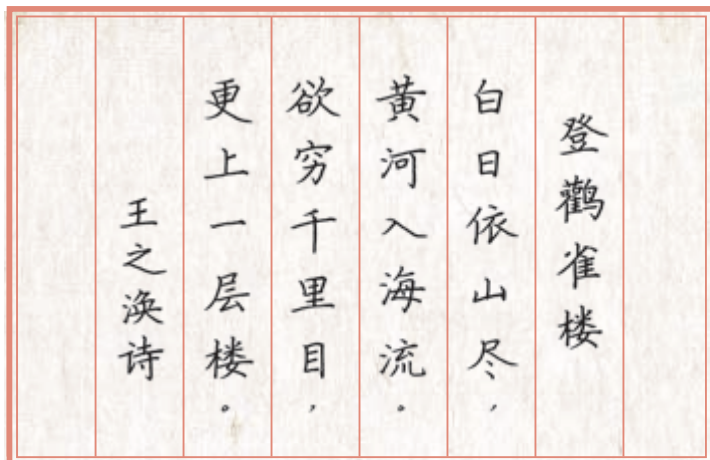 登鹳雀楼
白日依山尽，
黄河入海流。
欲穷千里目，
更上一层楼。
王之涣诗